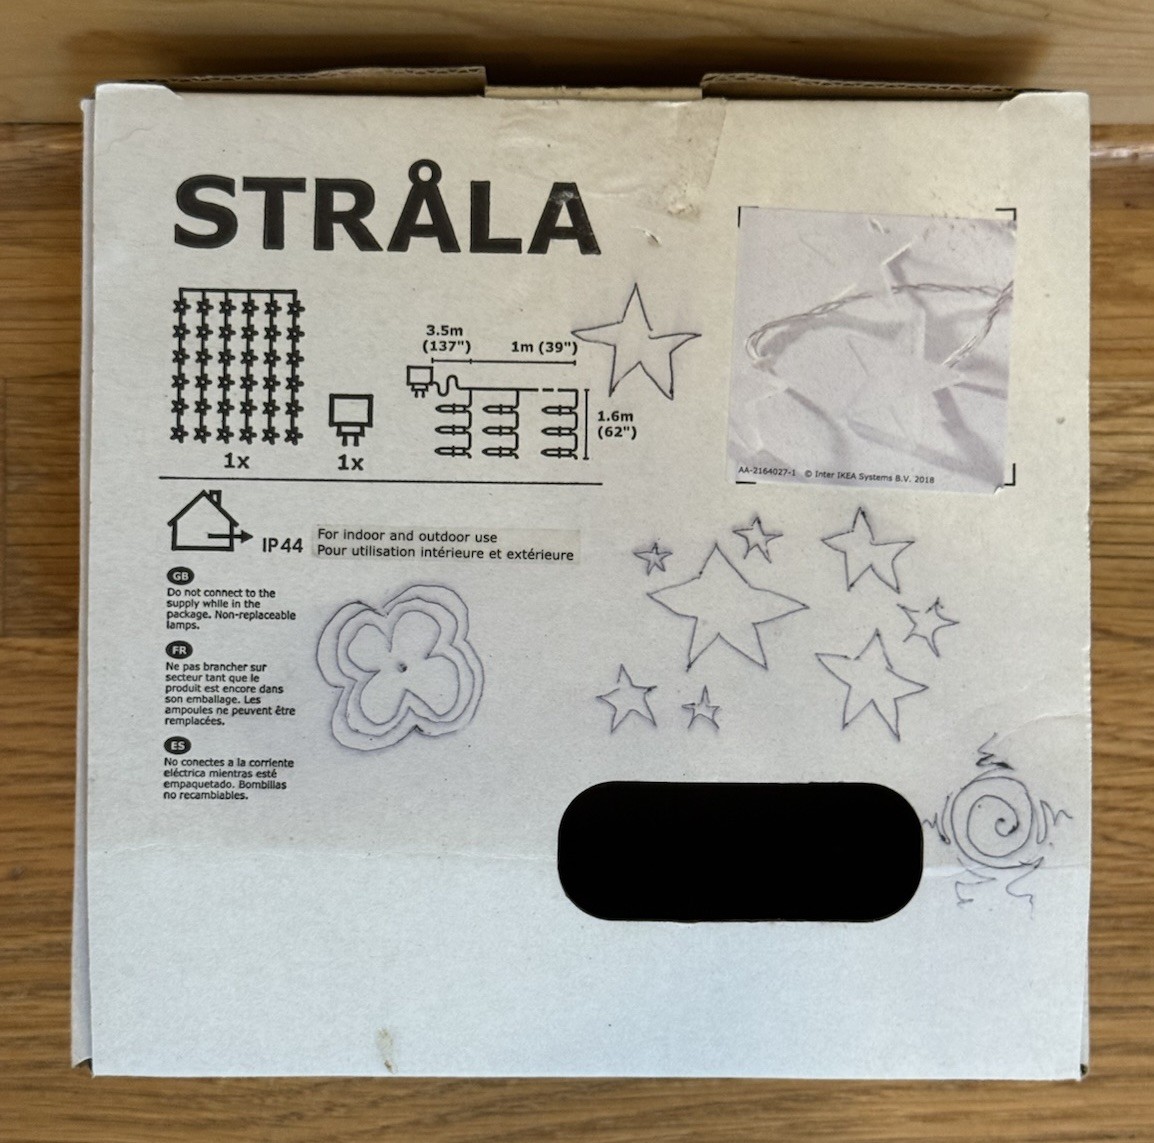 STRÅLA
3.5m
(137")
1m (39")
1.6m
(62")
1x
1x
AA-2164027-1 © Inter IKEA Systems B.V. 2018
IP44
For indoor and outdoor use
Pour utilisation intérieure et extérieure
GB
Do not connect to the
supply while in the
package. Non-replaceable
lamps.
FR
Ne pas brancher sur
secteur tant que le
produit est encore dans
son emballage. Les
ampoules ne peuvent être
remplacées.
ES
No conectes a la corriente
eléctrica mientras esté
empaquetado. Bombillas
no recambiables.